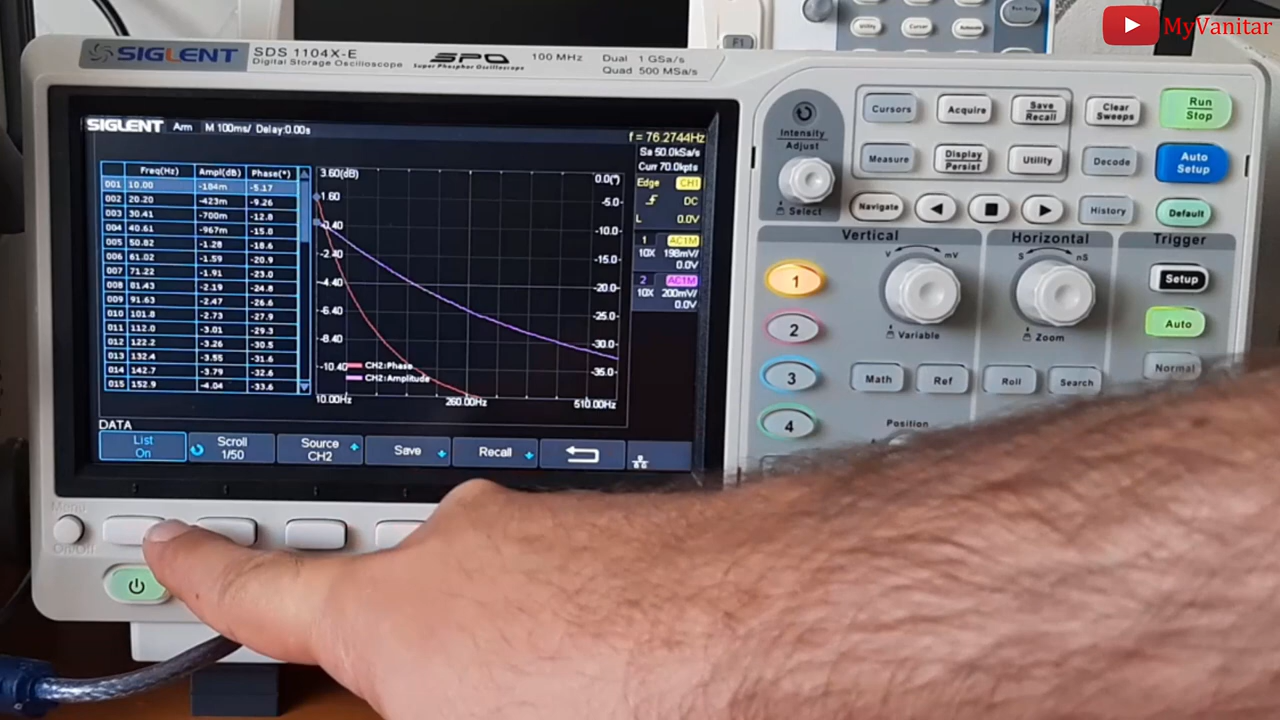 MyVanitar
SIGLENT
SDS 1104X-E
Digital Storage Oscilloscope
SPO
Super Phosphor Oscilloscope
100 MHz
Dual 1 GSa/s
Quad 500 MSa/s
F1
Utility
Cursor
SIGLENT Arm M 100ms/ Delay:0.00s
f = 76.2744Hz
Sa 50.0kSa/s
Curr 70.0kpts
Edge CH1
DC
L 0.0V
1 AC1M
10X 198mV/
0.0V
2 AC1M
10X 200mV/
0.0V
Freq(Hz) Ampl(dB) Phase(°)
001 10.00 -184m -5.17
002 20.20 -423m -9.26
003 30.41 -700m -12.8
004 40.61 -967m -15.8
005 50.82 -1.28 -18.6
006 61.02 -1.59 -20.9
007 71.22 -1.91 -23.0
008 81.43 -2.19 -24.8
009 91.63 -2.47 -26.6
010 101.8 -2.73 -27.9
011 112.0 -3.01 -29.3
012 122.2 -3.26 -30.5
013 132.4 -3.55 -31.6
014 142.7 -3.79 -32.6
015 152.9 -4.04 -33.6
3.60(dB)
1.60
-0.40
-2.40
-4.40
-6.40
-8.40
-10.40
0.0(°)
-5.0
-10.0
-15.0
-20.0
-25.0
-30.0
-35.0
CH2:Phase
CH2:Amplitude
10.00Hz 260.00Hz 510.00Hz
DATA
List
On
Scroll
1/50
Source
CH2
Save
Recall
Menu
On/Off
Intensity
Adjust
Select
Cursors
Acquire
Save
Recall
Clear
Sweeps
Run
Stop
Measure
Display
Persist
Utility
Decode
Auto
Setup
Navigate
History
Default
Vertical
V mV
Variable
1
2
3
4
Math
Ref
Position
Horizontal
S nS
Zoom
Roll
Search
Trigger
Setup
Auto
Normal